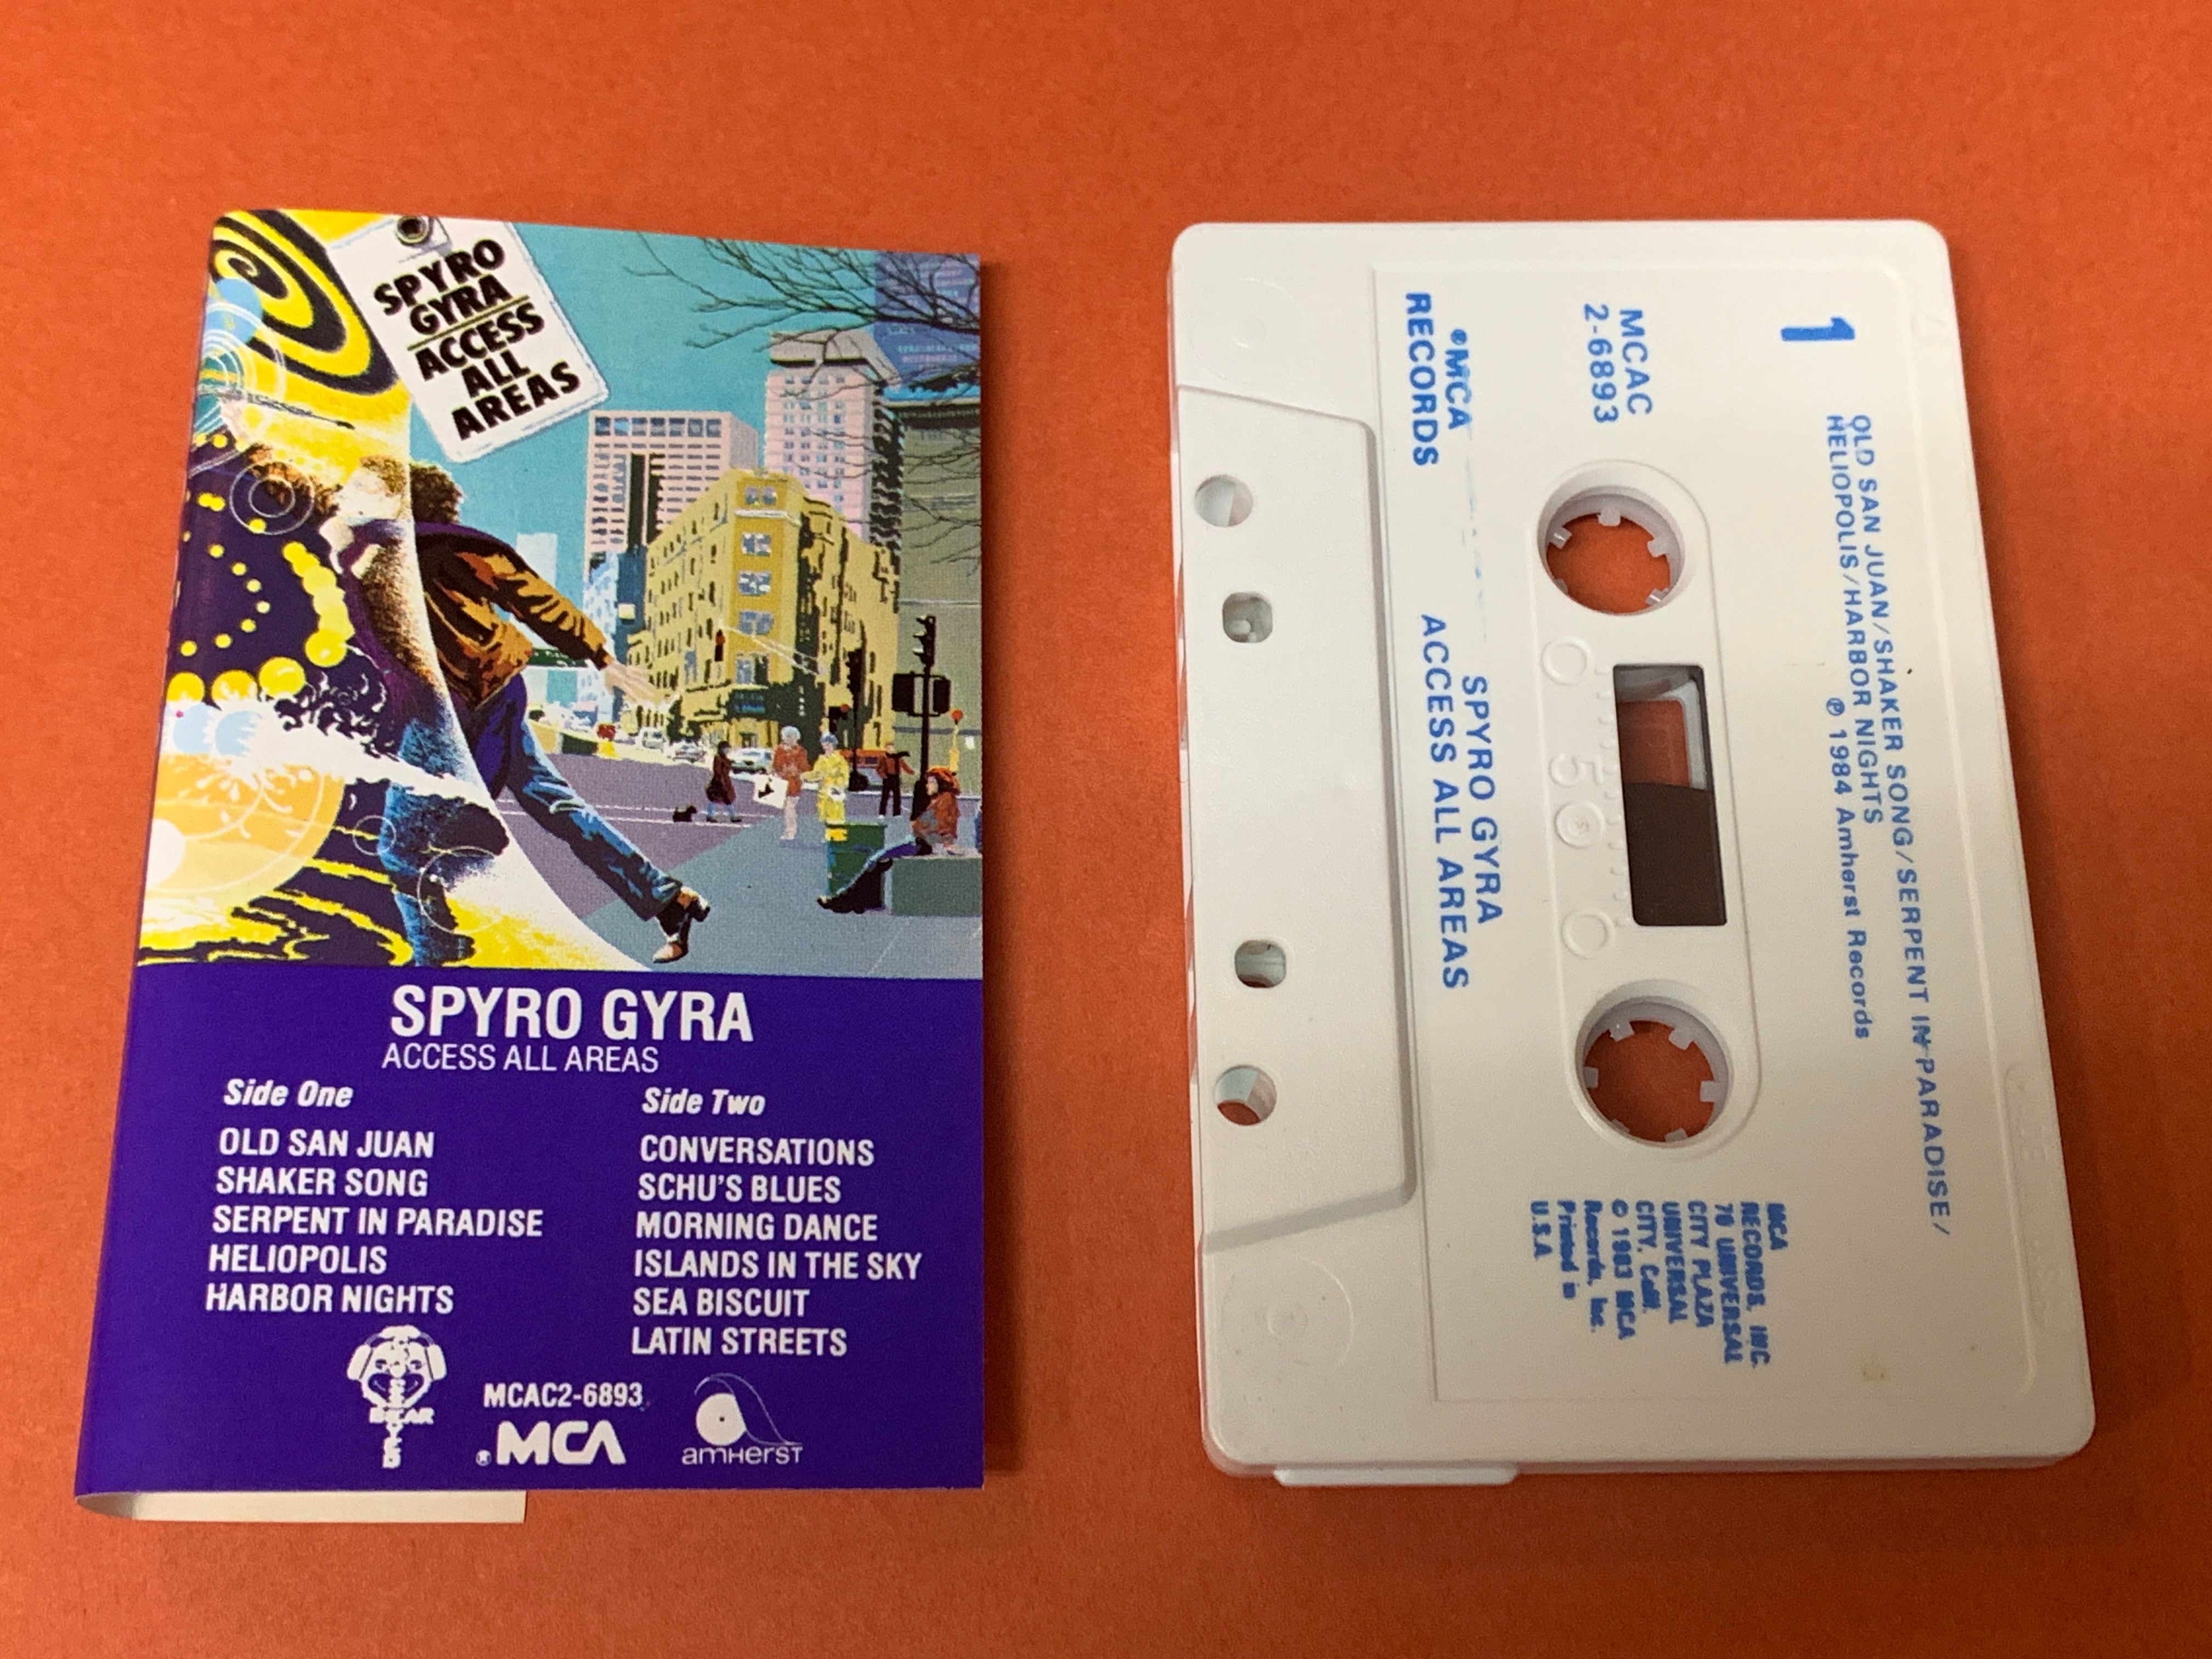 SPYRO
GYRA
ACCESS
ALL
AREAS
SPYRO GYRA
ACCESS ALL AREAS
Side One
OLD SAN JUAN
SHAKER SONG
SERPENT IN PARADISE
HELIOPOLIS
HARBOR NIGHTS
Side Two
CONVERSATIONS
SCHU'S BLUES
MORNING DANCE
ISLANDS IN THE SKY
SEA BISCUIT
LATIN STREETS
BEAR
MCAC2-6893
®MCA
amHerST
1
OLD SAN JUAN/SHAKER SONG/SERPENT IN PARADISE/
HELIOPOLIS/HARBOR NIGHTS
℗ 1984 Amherst Records
MCAC
2-6893
®MCA
RECORDS
SPYRO GYRA
ACCESS ALL AREAS
MCA
RECORDS, INC.
70 UNIVERSAL
CITY PLAZA
UNIVERSAL
CITY, Calif.
© 1983 MCA
Records, Inc.
Printed in
U.S.A.
50